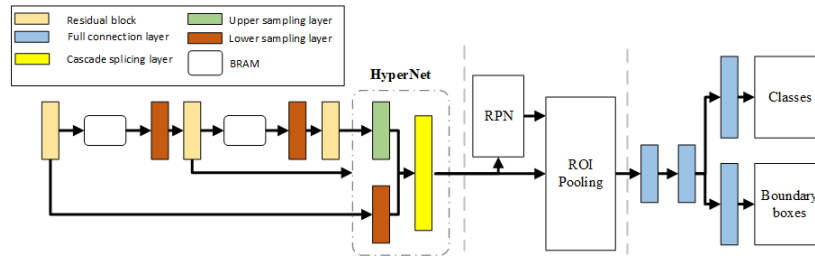 Residual block
Upper sampling layer
Full connection layer
Lower sampling layer
Cascade splicing layer
BRAM
HyperNet
RPN
ROI
Pooling
Classes
Boundary
boxes